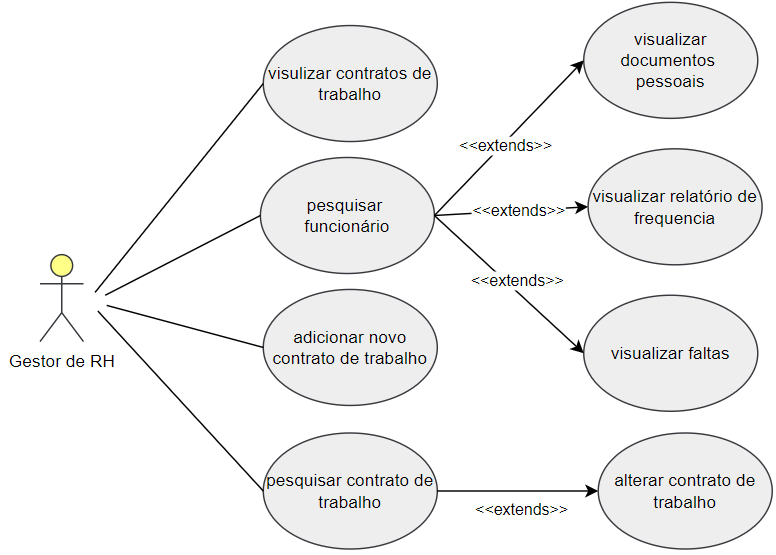 visulizar contratos de
trabalho
visualizar
documentos
pessoais
<<extends>>
pesquisar
funcionário
<<extends>>
visualizar relatório de
frequencia
<<extends>>
Gestor de RH
adicionar novo
contrato de trabalho
visualizar faltas
pesquisar contrato de
trabalho
<<extends>>
alterar contrato de
trabalho